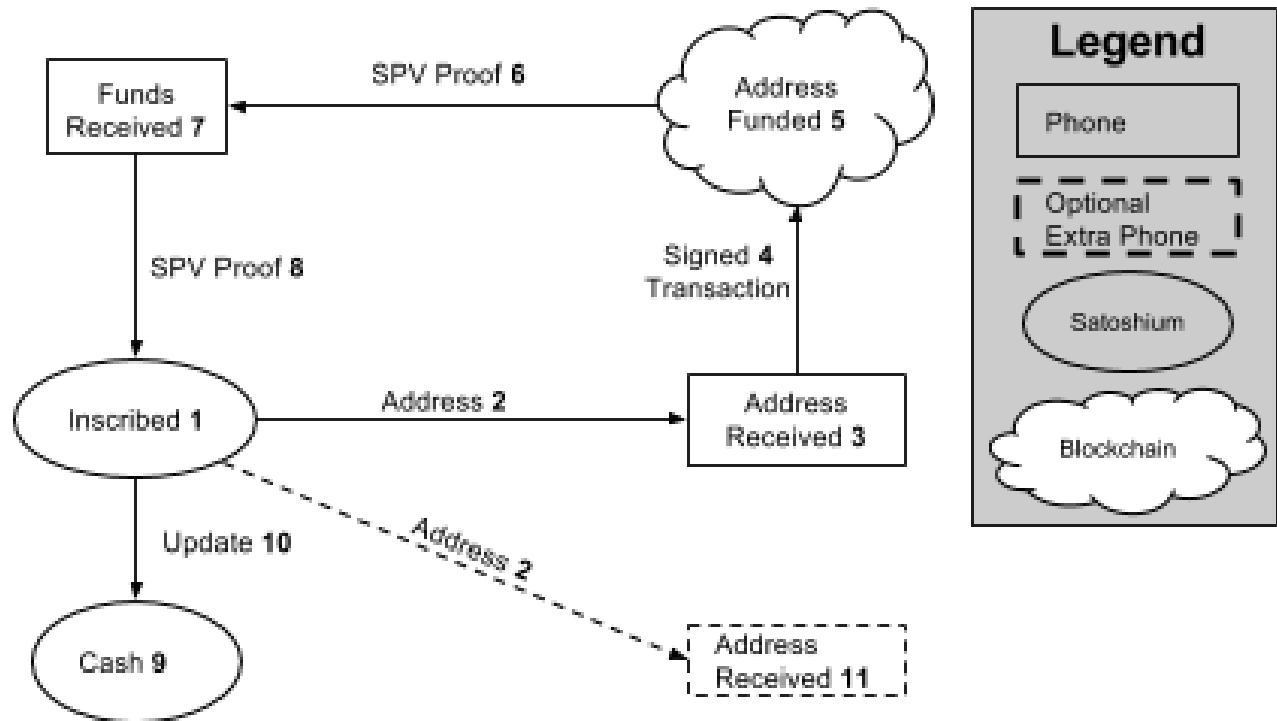 SPV Proof 6
Funds
Received 7
Address
Funded 5
SPV Proof 8
Signed 4
Transaction
Inscribed 1
Address 2
Address
Received 3
Update 10
Address 2
Cash 9
Address
Received 11
Legend
Phone
Optional
Extra Phone
Satoshium
Blockchain